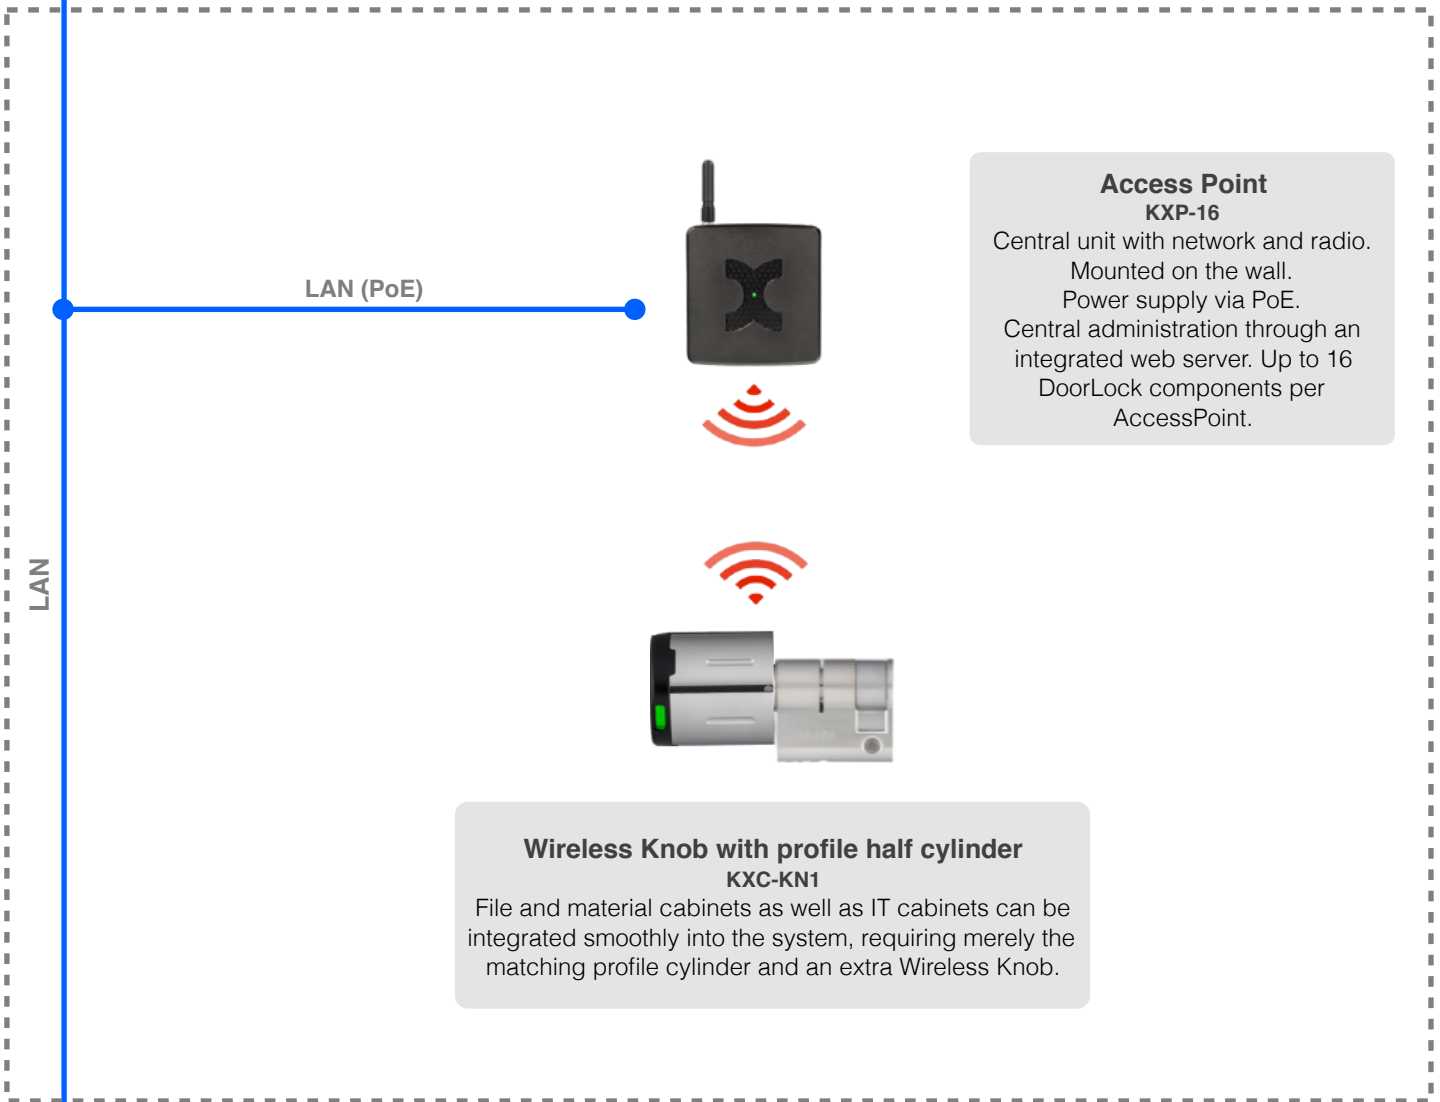 LAN (PoE)
Access Point
KXP-16
Central unit with network and radio.
Mounted on the wall.
Power supply via PoE.
Central administration through an
integrated web server. Up to 16
DoorLock components per
AccessPoint.
LAN
Wireless Knob with profile half cylinder
KXC-KN1
File and material cabinets as well as IT cabinets can be
integrated smoothly into the system, requiring merely the
matching profile cylinder and an extra Wireless Knob.